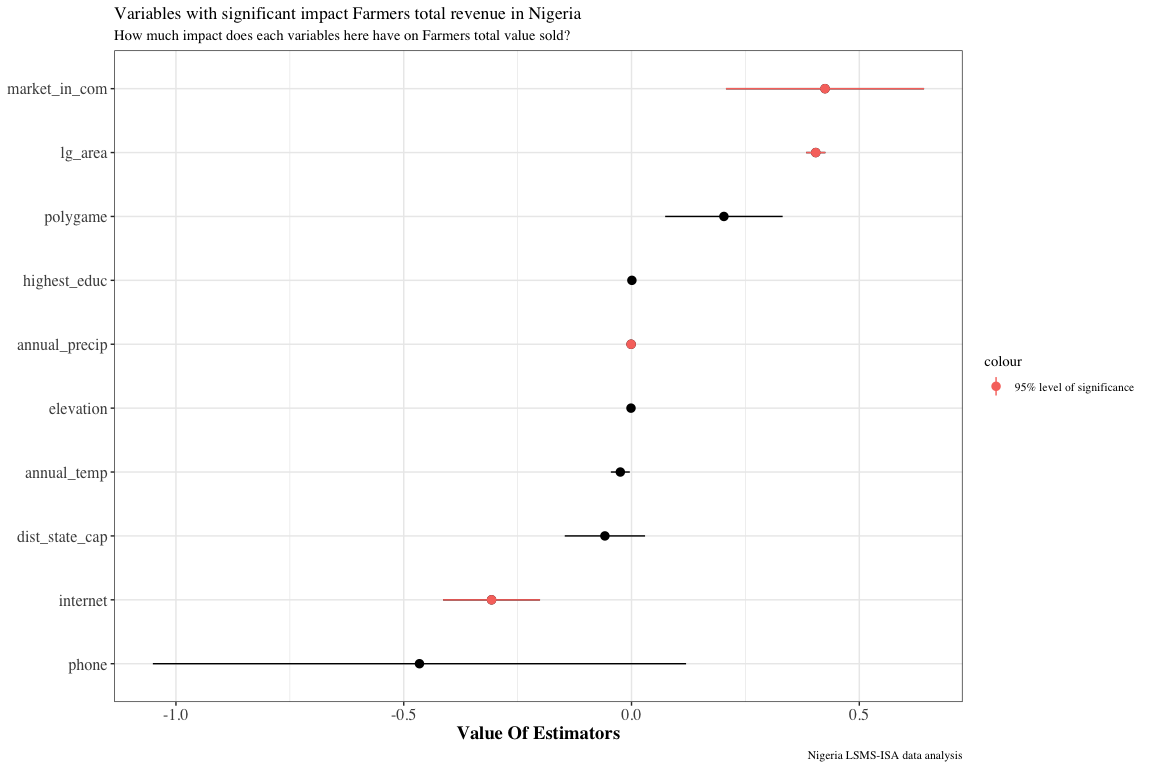 Variables with significant impact Farmers total revenue in Nigeria
How much impact does each variables here have on Farmers total value sold?
market_in_com
lg_area
polygame
highest_educ
annual_precip
elevation
annual_temp
dist_state_cap
internet
phone
colour
95% level of significance
-1.0 -0.5 0.0 0.5
Value Of Estimators
Nigeria LSMS-ISA data analysis